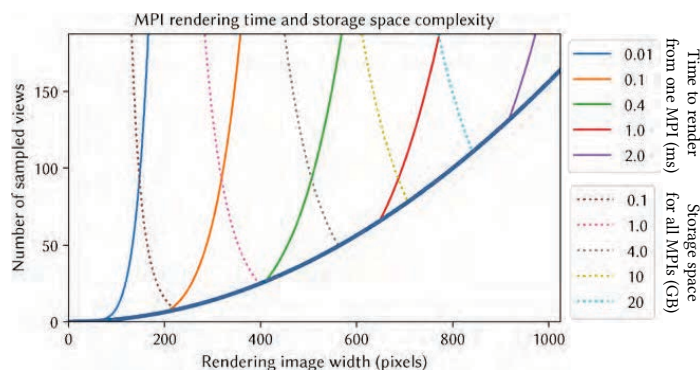 MPI rendering time and storage space complexity
Number of sampled views
150
100
50
0
0 200 400 600 800 1000
Rendering image width (pixels)
0.01
0.1
0.4
1.0
2.0
Time to render
from one MPI (ms)
0.1
1.0
4.0
10
20
Storage space
for all MPIs (GB)